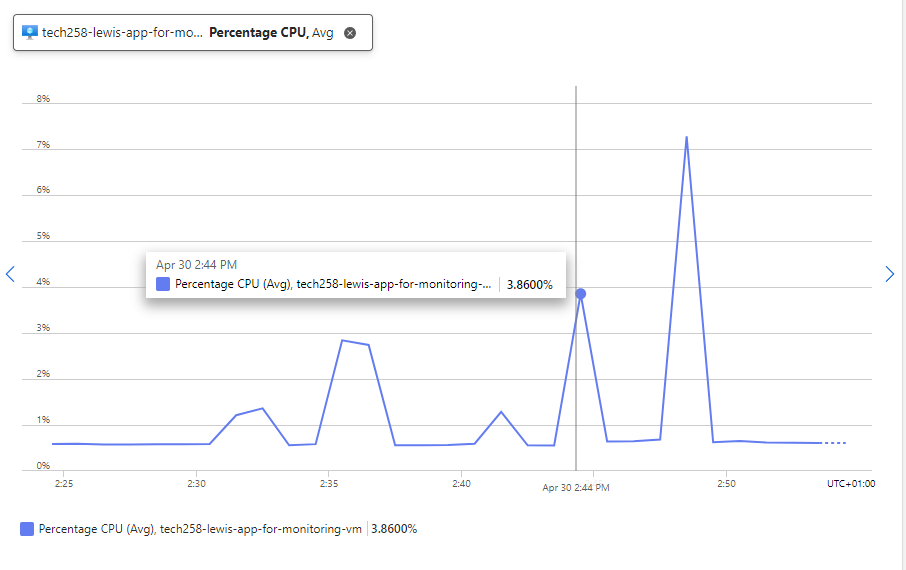 tech258-lewis-app-for-mo... Percentage CPU, Avg
8%
7%
6%
5%
4%
3%
2%
1%
0%
Apr 30 2:44 PM
Percentage CPU (Avg), tech258-lewis-app-for-monitoring-... 3.8600%
2:25 2:30 2:35 2:40 Apr 30 2:44 PM 2:50 UTC+01:00
Percentage CPU (Avg), tech258-lewis-app-for-monitoring-vm 3.8600%